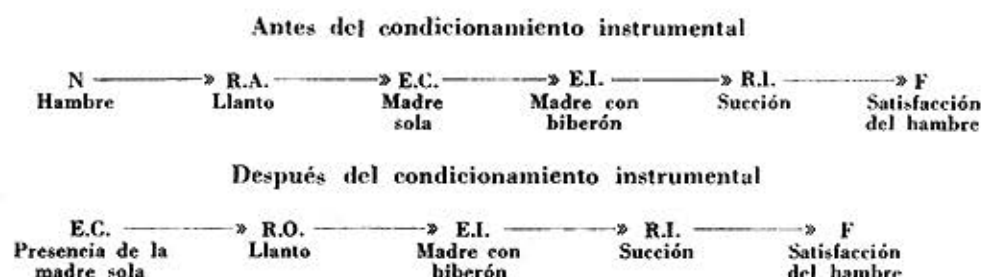 Antes del condicionamiento instrumental
N ———» R.A. ———» E.C. ———» E.I. ———» R.I. ———» F
Hambre Llanto Madre Madre con Succión Satisfacción
sola biberón del hambre
Después del condicionamiento instrumental
E.C. ———» R.O. ———» E.I. ———» R.I. ———» F
Presencia de la Llanto Madre con Succión Satisfacción
madre sola biberón del hambre